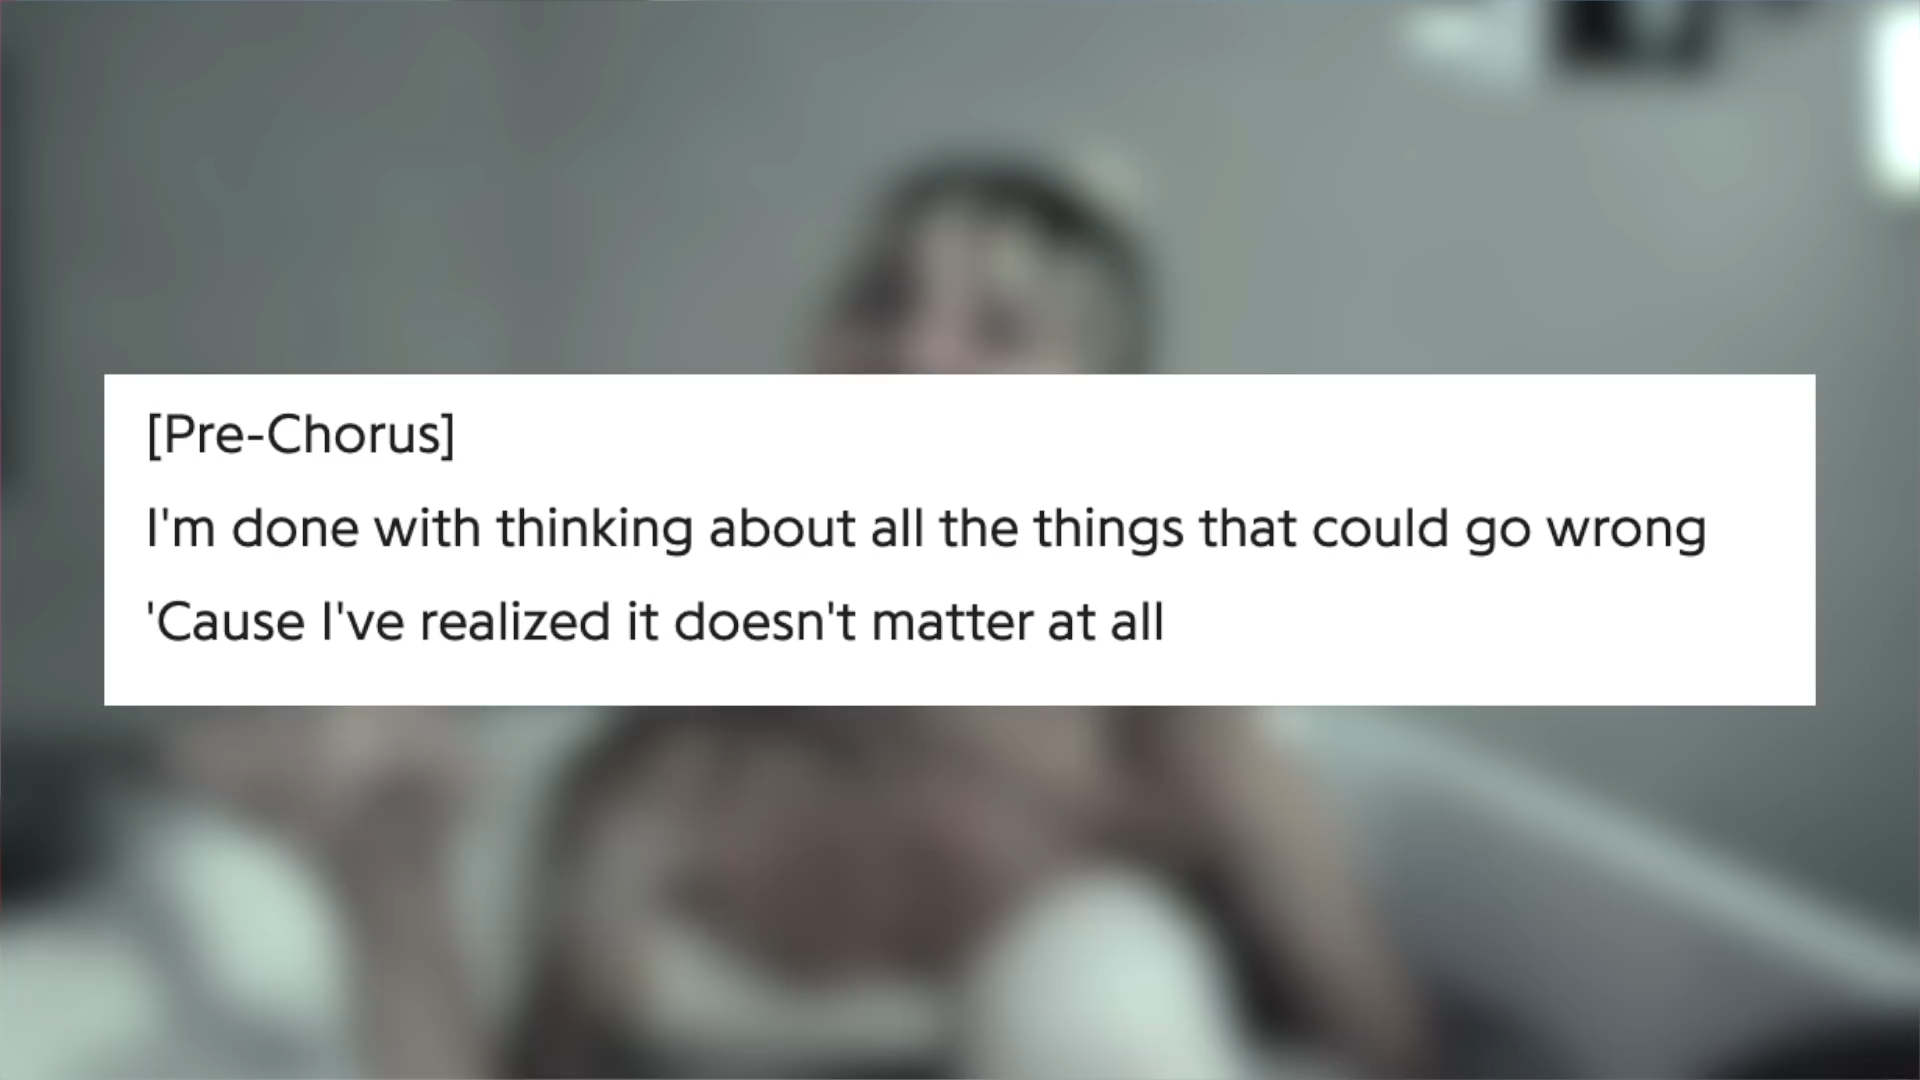 [Pre-Chorus]
I'm done with thinking about all the things that could go wrong
'Cause I've realized it doesn't matter at all